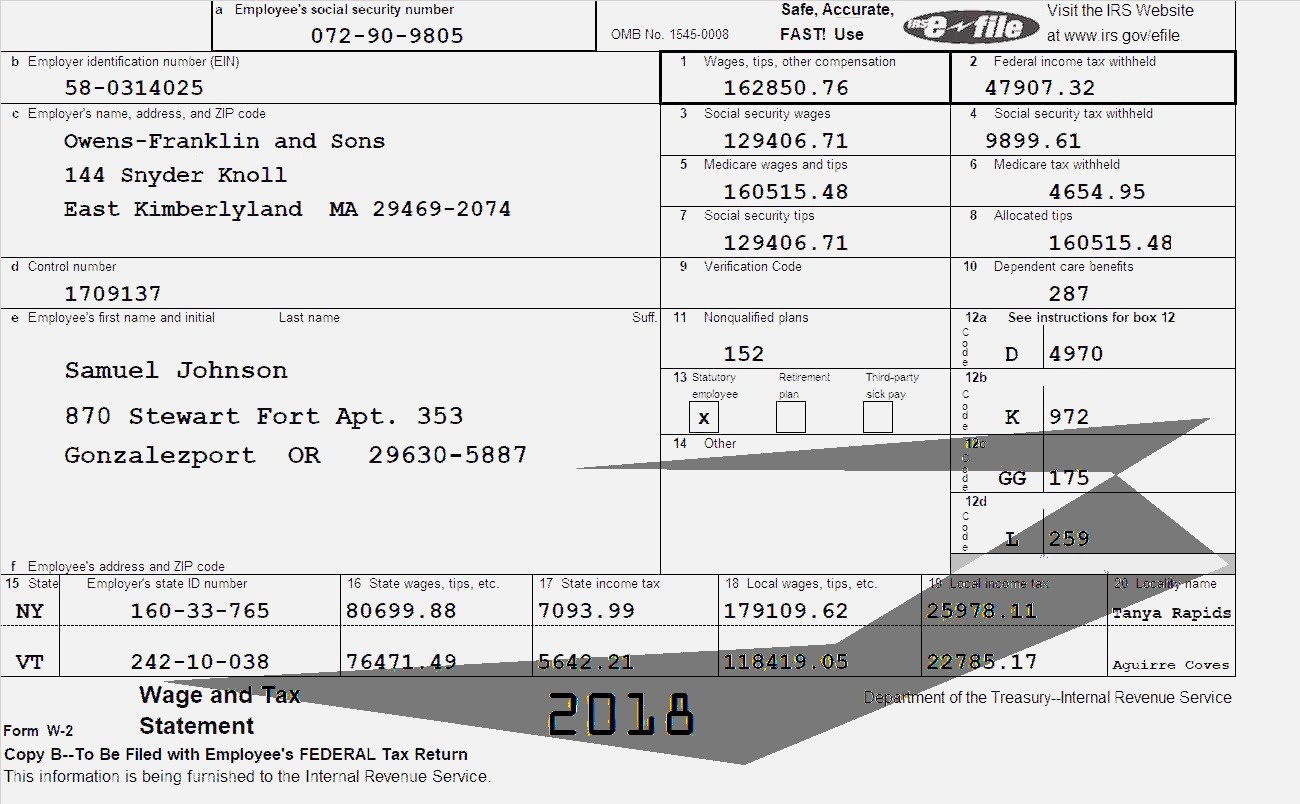 a Employee's social security number
072-90-9805
OMB No. 1545-0008
Safe, Accurate,
FAST! Use
IRS e-file
Visit the IRS Website
at www.irs.gov/efile
b Employer identification number (EIN)
58-0314025
1 Wages, tips, other compensation
162850.76
2 Federal income tax withheld
47907.32
c Employer's name, address, and ZIP code
Owens-Franklin and Sons
144 Snyder Knoll
East Kimberlyland MA 29469-2074
3 Social security wages
129406.71
4 Social security tax withheld
9899.61
5 Medicare wages and tips
160515.48
6 Medicare tax withheld
4654.95
7 Social security tips
129406.71
8 Allocated tips
160515.48
d Control number
1709137
9 Verification Code
10 Dependent care benefits
287
e Employee's first name and initial Last name Suff.
Samuel Johnson
870 Stewart Fort Apt. 353
Gonzalezport OR 29630-5887
11 Nonqualified plans
152
12a See instructions for box 12
Code
D 4970
13 Statutory employee
x
Retirement plan
Third-party sick pay
12b
Code
K 972
14 Other
12c
Code
GG 175
12d
Code
L 259
f Employee's address and ZIP code
15 State Employer's state ID number 16 State wages, tips, etc. 17 State income tax 18 Local wages, tips, etc. 19 Local income tax 20 Locality name
NY 160-33-765 80699.88 7093.99 179109.62 25978.11 Tanya Rapids
VT 242-10-038 76471.49 5642.21 118419.05 22785.17 Aguirre Coves
Form W-2
Wage and Tax
Statement
2018
Department of the Treasury--Internal Revenue Service
Copy B--To Be Filed with Employee's FEDERAL Tax Return
This information is being furnished to the Internal Revenue Service.